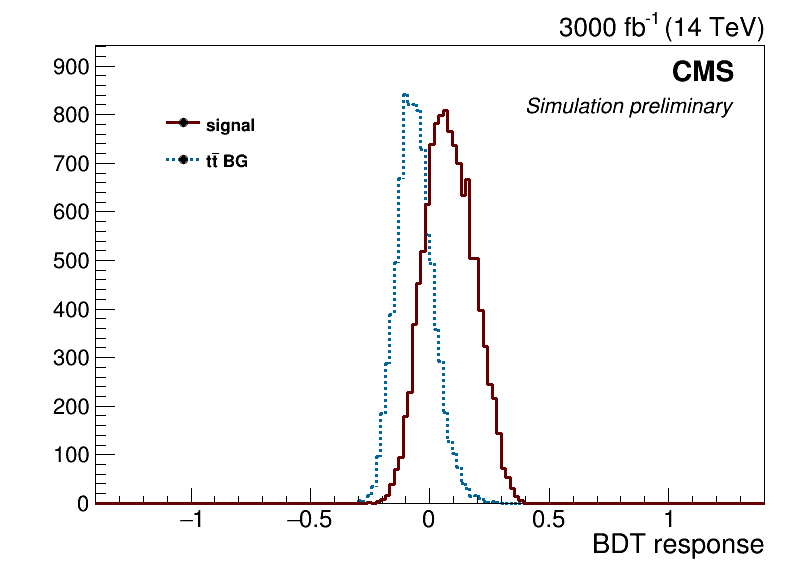 3000 fb⁻¹ (14 TeV)
CMS
Simulation preliminary
signal
tt̄ BG
900
800
700
600
500
400
300
200
100
0
−1
−0.5
0
0.5
1
BDT response